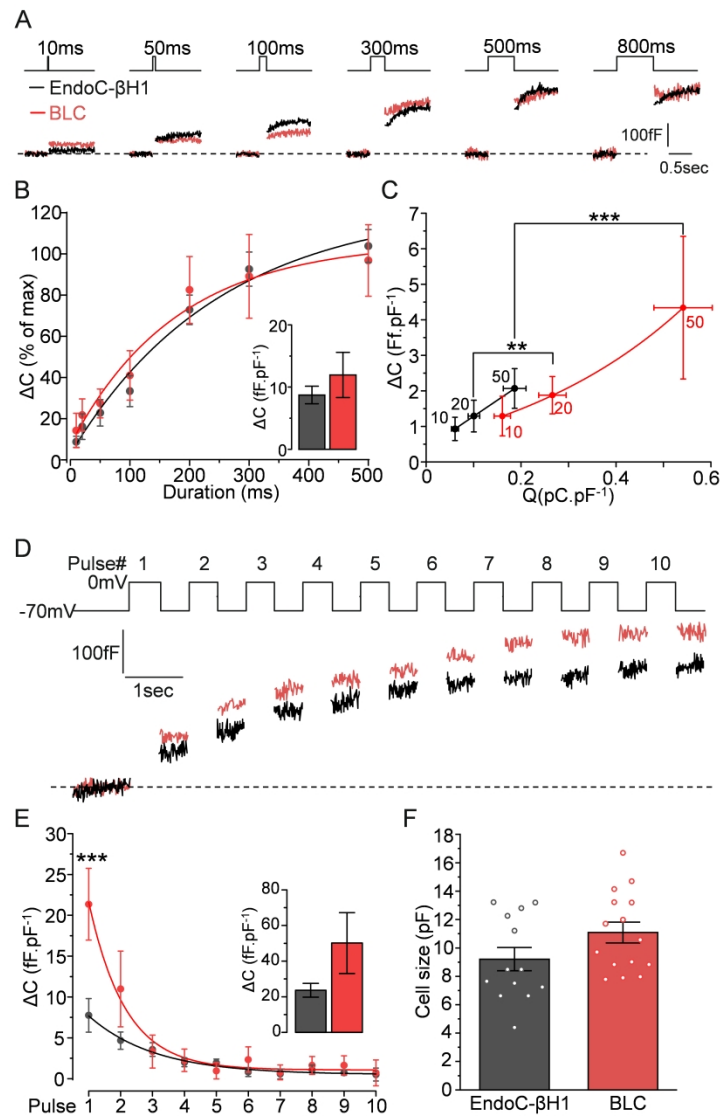 A
10ms 50ms 100ms 300ms 500ms 800ms
EndoC-βH1
BLC
100fF
0.5sec
B
120
100
80
60
40
20
0
ΔC (% of max)
0 100 200 300 400 500
Duration (ms)
20
10
0
ΔC (fF.pF⁻¹)
C
7
6
5
4
3
2
1
0
ΔC (Ff.pF⁻¹)
***
**
10 20 50
10 20 50
0 0.2 0.4 0.6
Q(pC.pF⁻¹)
D
Pulse# 1 2 3 4 5 6 7 8 9 10
0mV
-70mV
100fF
1sec
E
30
25
20
15
10
5
0
ΔC (fF.pF⁻¹)
***
Pulse 1 2 3 4 5 6 7 8 9 10
80
60
40
20
0
ΔC (fF.pF⁻¹)
F
18
16
14
12
10
8
6
4
2
0
Cell size (pF)
EndoC-βH1 BLC